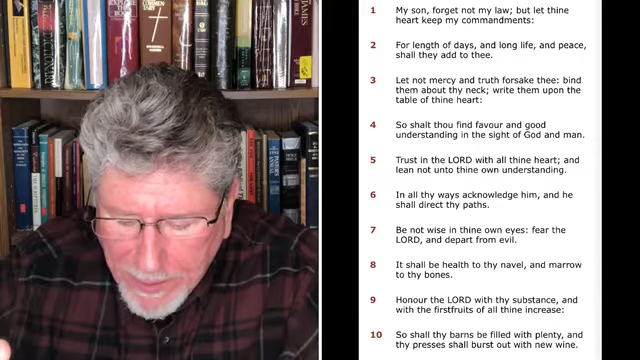 1 My son, forget not my law; but let thine
heart keep my commandments:
2 For length of days, and long life, and peace,
shall they add to thee.
3 Let not mercy and truth forsake thee: bind
them about thy neck; write them upon the
table of thine heart:
4 So shalt thou find favour and good
understanding in the sight of God and man.
5 Trust in the LORD with all thine heart; and
lean not unto thine own understanding.
6 In all thy ways acknowledge him, and he
shall direct thy paths.
7 Be not wise in thine own eyes: fear the
LORD, and depart from evil.
8 It shall be health to thy navel, and marrow
to thy bones.
9 Honour the LORD with thy substance, and
with the firstfruits of all thine increase:
10 So shall thy barns be filled with plenty, and
thy presses shall burst out with new wine.